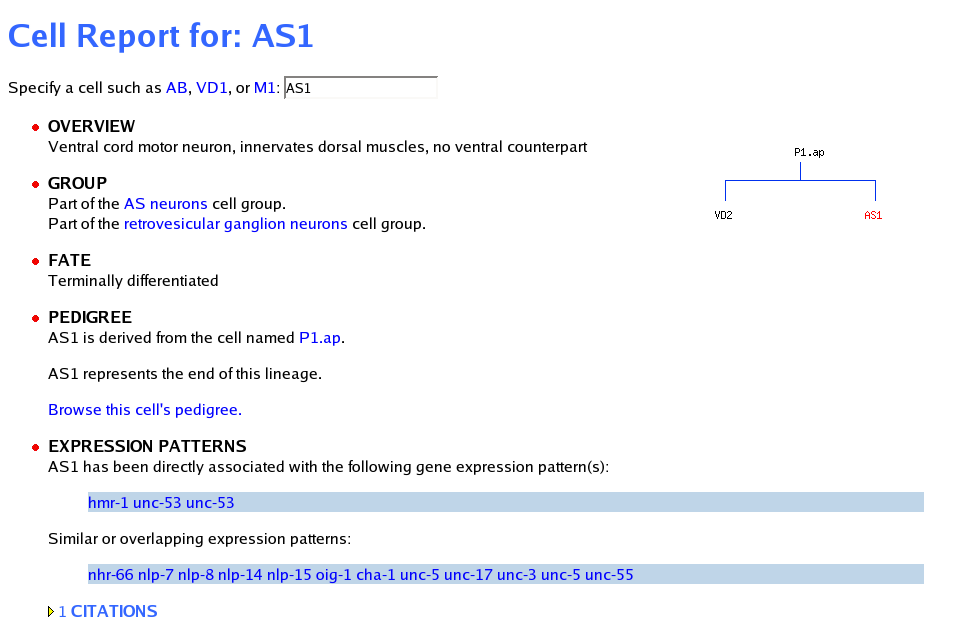 Cell Report for: AS1
Specify a cell such as AB, VD1, or M1: AS1
OVERVIEW
Ventral cord motor neuron, innervates dorsal muscles, no ventral counterpart
P1.ap
VD2 AS1
GROUP
Part of the AS neurons cell group.
Part of the retrovesicular ganglion neurons cell group.
FATE
Terminally differentiated
PEDIGREE
AS1 is derived from the cell named P1.ap.
AS1 represents the end of this lineage.
Browse this cell's pedigree.
EXPRESSION PATTERNS
AS1 has been directly associated with the following gene expression pattern(s):
hmr-1 unc-53 unc-53
Similar or overlapping expression patterns:
nhr-66 nlp-7 nlp-8 nlp-14 nlp-15 oig-1 cha-1 unc-5 unc-17 unc-3 unc-5 unc-55
1 CITATIONS